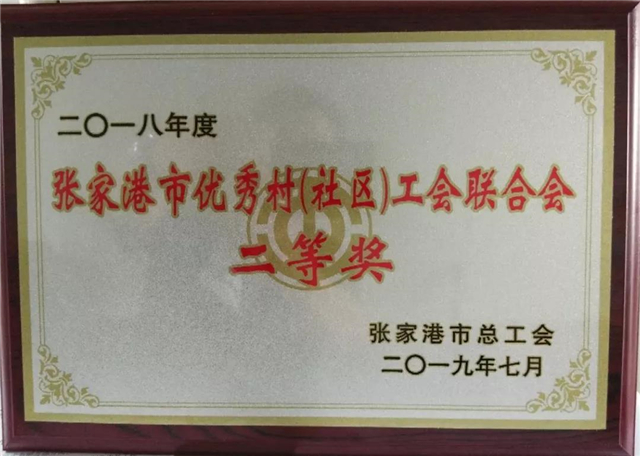 二〇一八年度
张家港市优秀村(社区)工会联合会
二等奖
张家港市总工会
二〇一九年七月